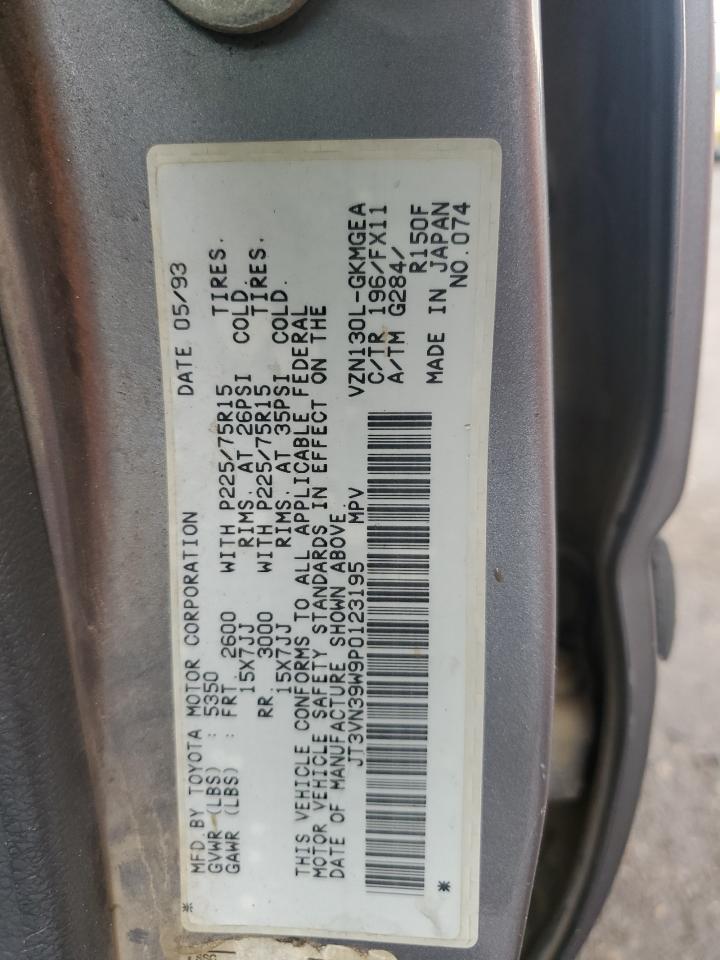 MFD. BY TOYOTA MOTOR CORPORATION DATE 05/93
GVWR (LBS) : 5350
GAWR (LBS) : FRT. 2600 WITH P225/75R15 TIRES.
15X7JJ RIMS. AT 26PSI COLD.
RR. 3000 WITH P225/75R15 TIRES.
15X7JJ RIMS. AT 35PSI COLD.
THIS VEHICLE CONFORMS TO ALL APPLICABLE FEDERAL
MOTOR VEHICLE SAFETY STANDARDS IN EFFECT ON THE
DATE OF MANUFACTURE SHOWN ABOVE.
JT3VN39W9P0123195 MPV VZN130L-GKMGEA
C/TR 196/FX11
A/TM G284/
R150F
MADE IN JAPAN
NO.074